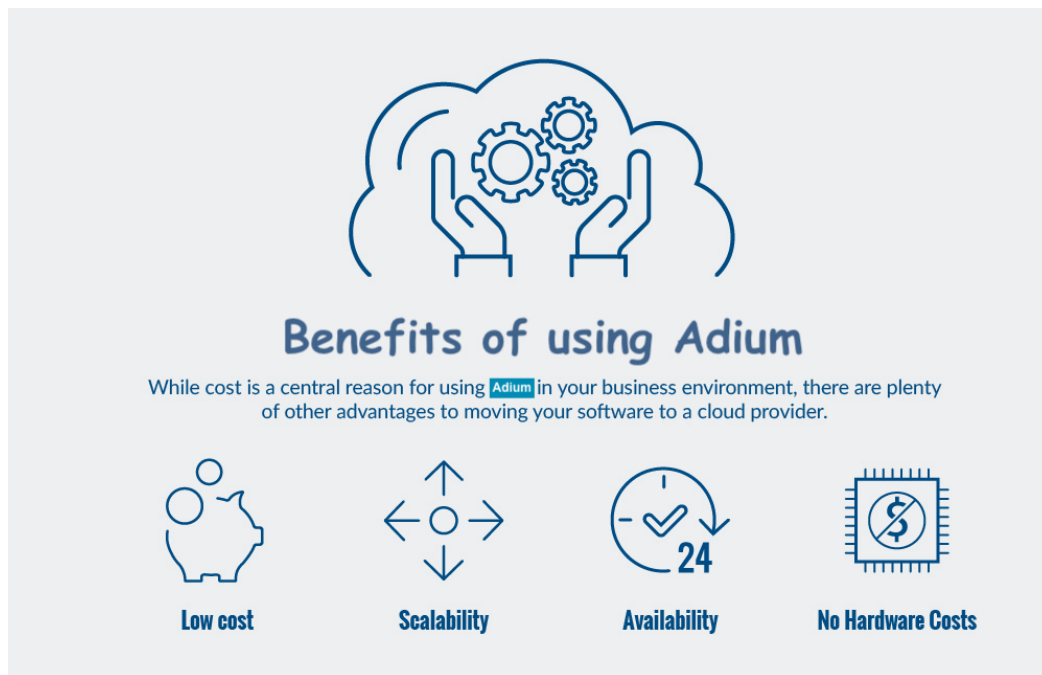 Benefits of using Adium
While cost is a central reason for using Adium in your business environment, there are plenty
of other advantages to moving your software to a cloud provider.
24
Low cost
Scalability
Availability
No Hardware Costs